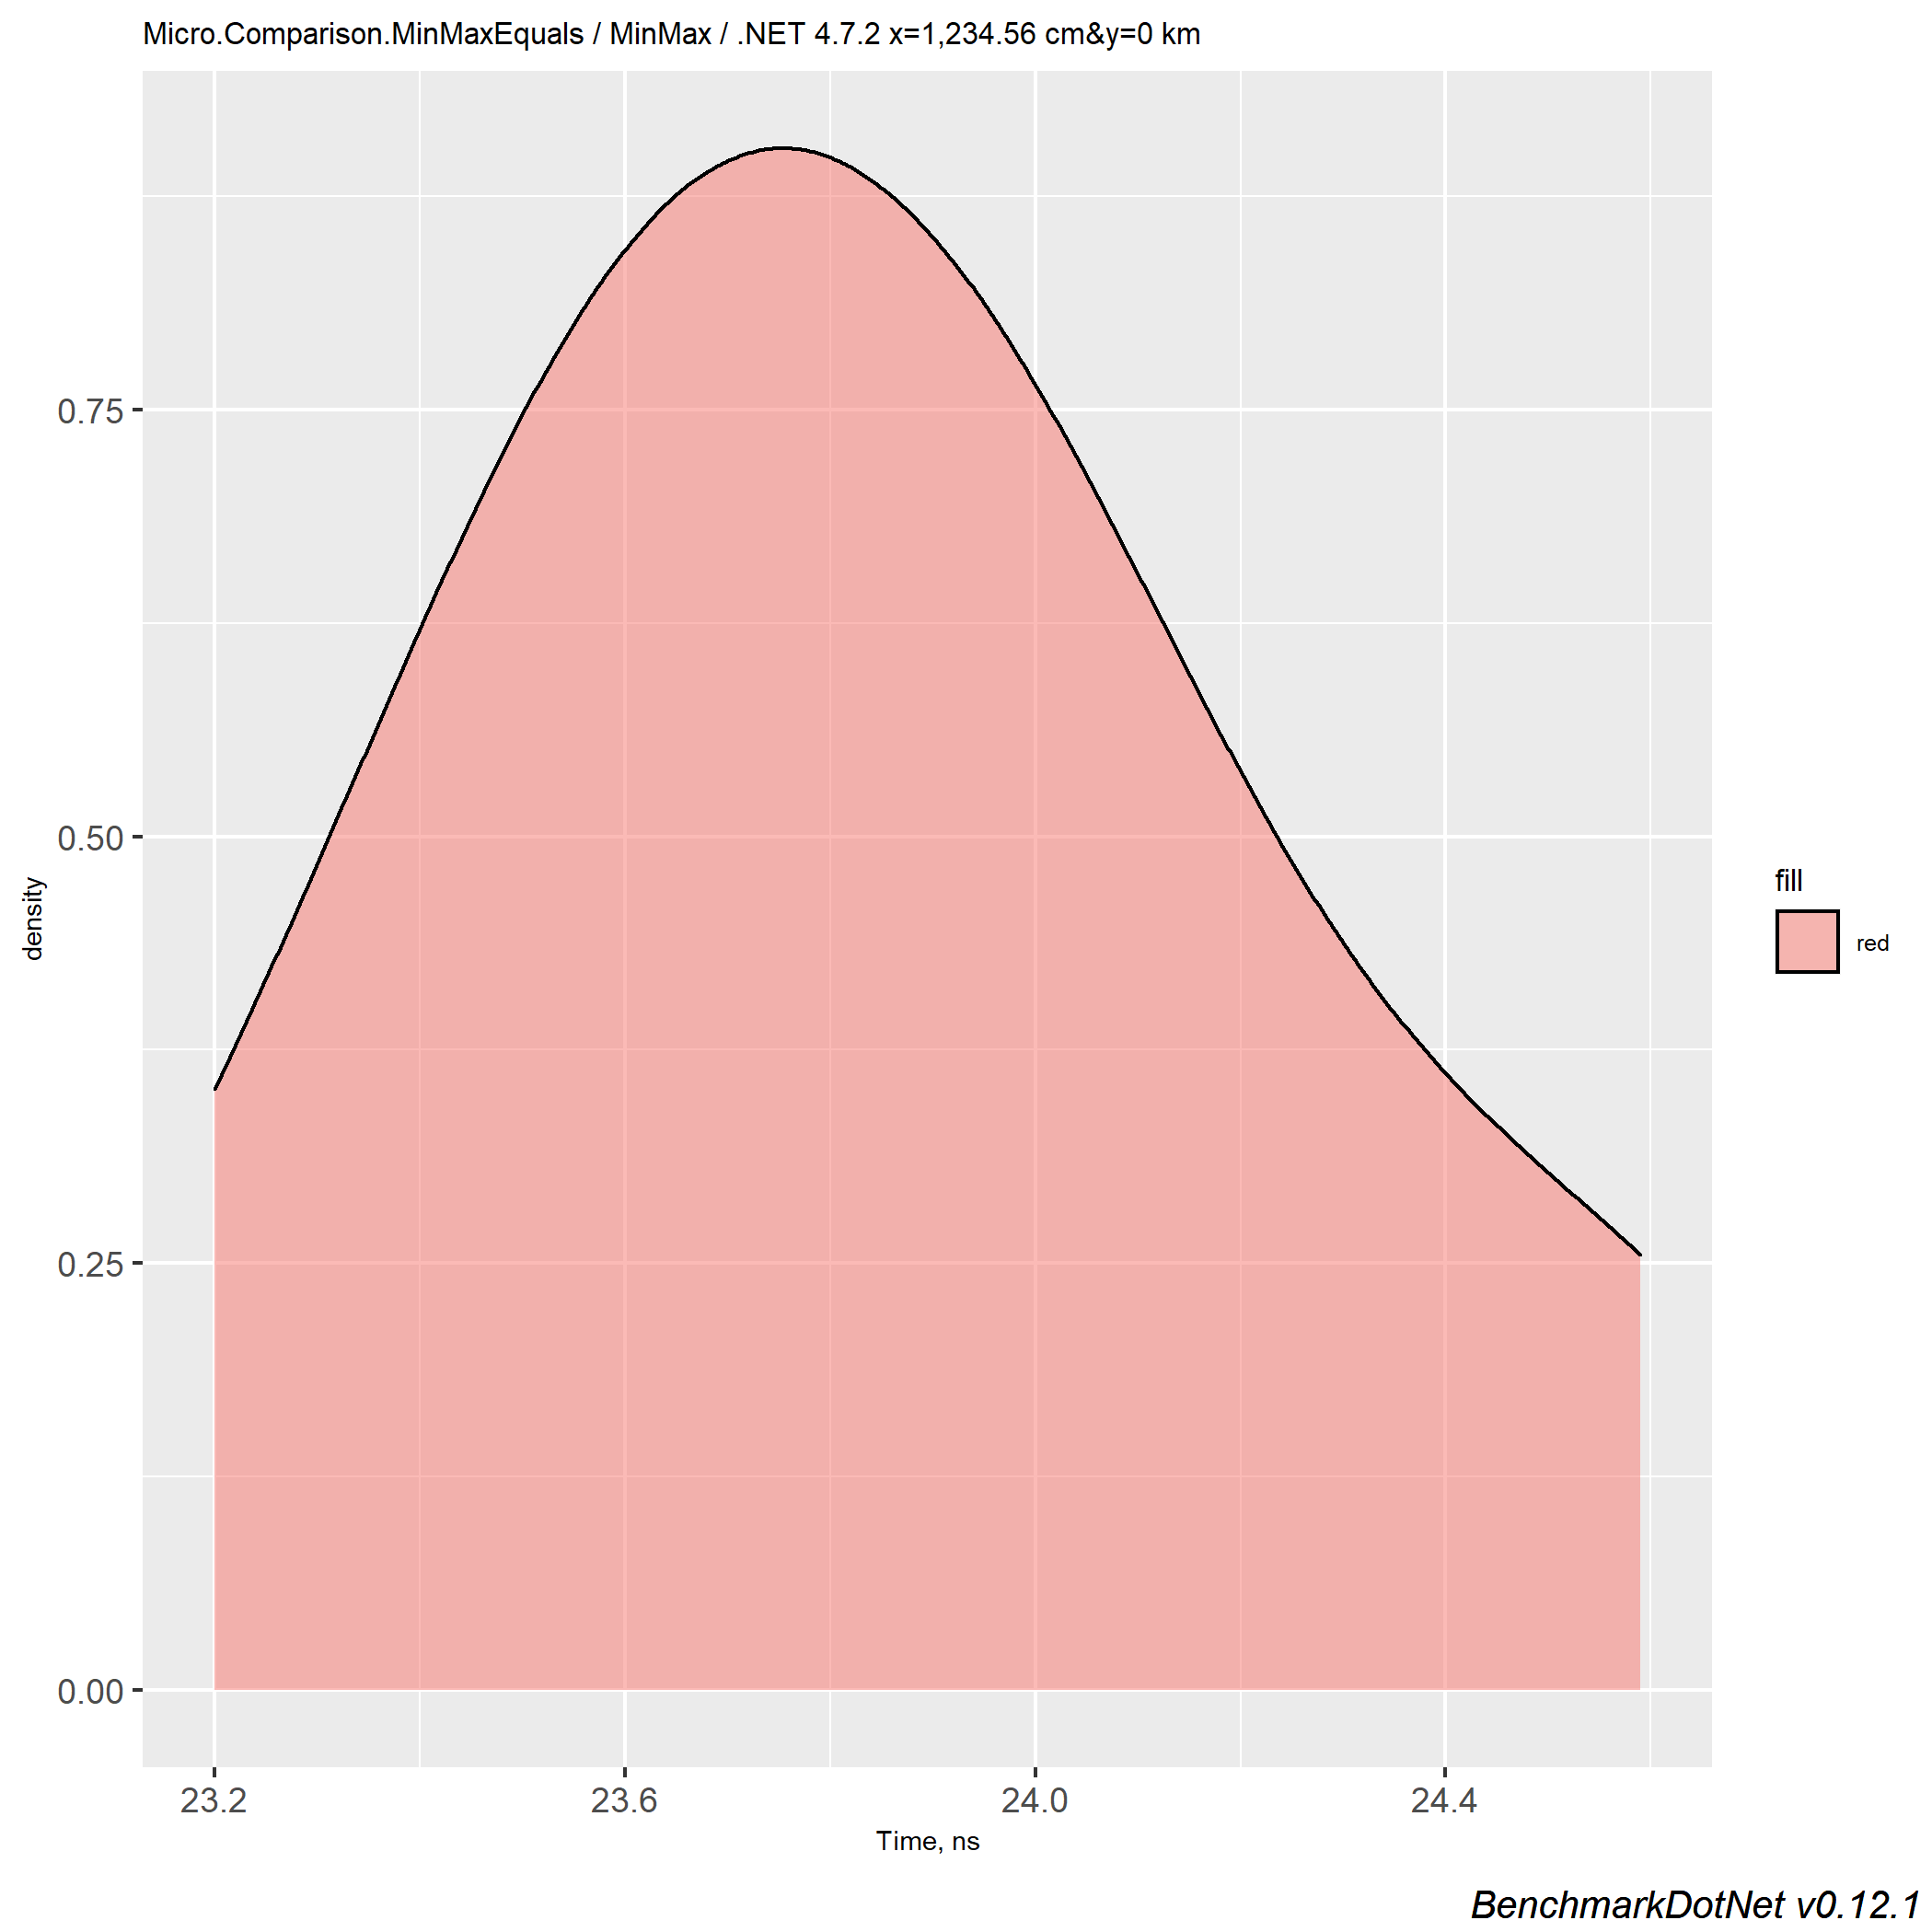 Micro.Comparison.MinMaxEquals / MinMax / .NET 4.7.2 x=1,234.56 cm&y=0 km
0.75
0.50
0.25
0.00
density
23.2 23.6 24.0 24.4
Time, ns
fill
red
BenchmarkDotNet v0.12.1